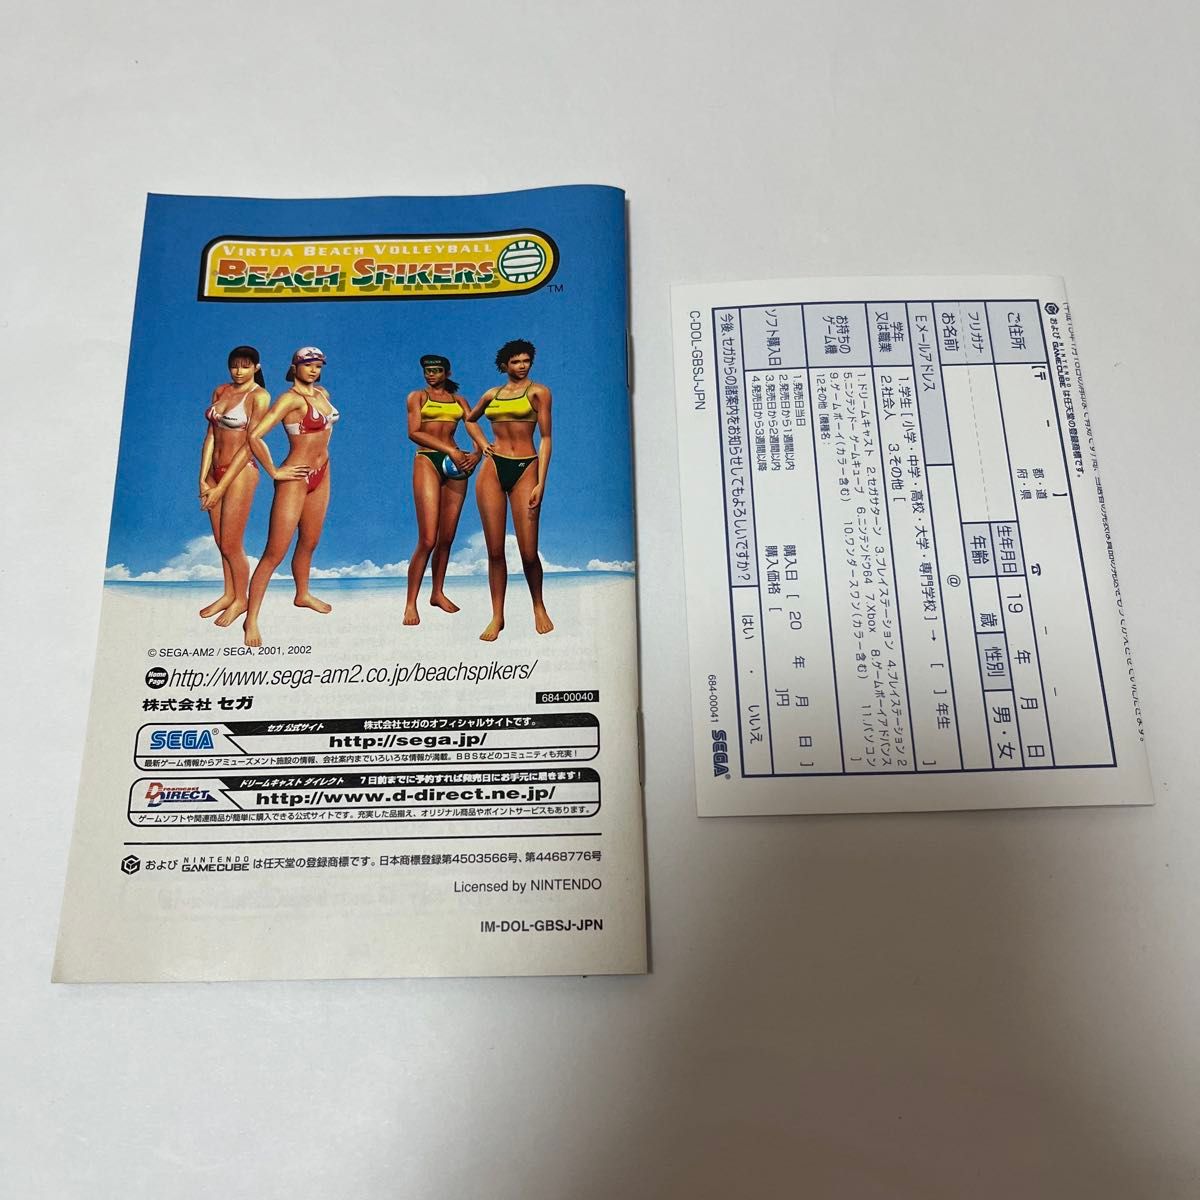 VIRTUA BEACH VOLLEYBALL
BEACH SPIKERS
TM
© SEGA-AM2 / SEGA, 2001, 2002
Home Page http://www.sega-am2.co.jp/beachspikers/
株式会社 セガ
684-00040
セガ 公式サイト 株式会社セガのオフィシャルサイトです。
SEGA® http://sega.jp/
最新ゲーム情報からアミューズメント施設の情報、会社案内までいろいろな情報が満載。BBSなどのコミュニティも充実!
ドリームキャスト ダイレクト 7日前までに予約すれば発売日にお手元に届きます!
Dreamcast DIRECT http://www.d-direct.ne.jp/
ゲームソフトや関連商品が簡単に購入できる公式サイトです。充実した品揃え、オリジナル商品やポイントサービスもあります。
および NINTENDO GAMECUBE は任天堂の登録商標です。日本商標登録第4503566号、第4468776号
Licensed by NINTENDO
IM-DOL-GBSJ-JPN
および NINTENDO GAMECUBE は任天堂の登録商標です。
ご住所 【〒 - 】 都・道 府・県 ☎ - -
フリガナ
お名前
生年月日 19 年 月 日
年齢 歳 性別 男・女
Eメールアドレス @
学年又は職業
1.学生 [ 小学・中学・高校・大学・専門学校 ] → [ ] 年生
2.社会人 3.その他 [ ]
お持ちのゲーム機
1.ドリームキャスト 2.セガサターン 3.プレイステーション 4.プレイステーション2
5.ニンテンドーゲームキューブ 6.ニンテンドウ64 7.Xbox 8.ゲームボーイアドバンス
9.ゲームボーイ(カラー含む) 10.ワンダースワン(カラー含む) 11.パソコン
12.その他 [機種名: ]
ソフト購入日
1.発売日当日
2.発売日から1週間以内
3.発売日から2週間以内
4.発売日から3週間以降
購入日 [ 20 年 月 日 ]
購入価格 [ ]円
今後、セガからの諸案内をお知らせしてもよろしいですか? はい ・ いいえ
C-DOL-GBSJ-JPN
684-00041 SEGA®